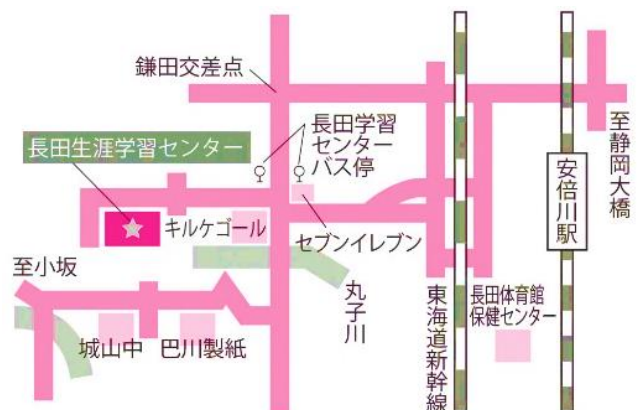 鎌田交差点
長田学習
センター
バス停
至静岡大橋
長田生涯学習センター
安倍川駅
キルケゴール
セブンイレブン
至小坂
丸子川
東海道新幹線
長田体育館
保健センター
城山中
巴川製紙